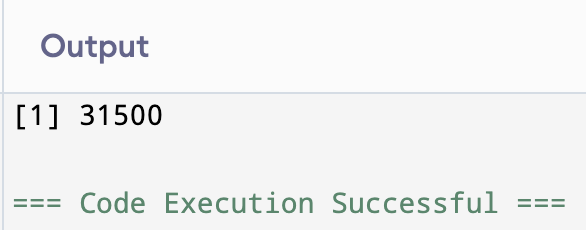 Output
[1] 31500
=== Code Execution Successful ===